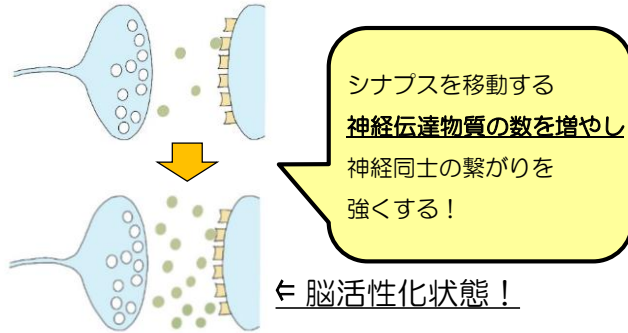 シナプスを移動する
神経伝達物質の数を増やし
神経同士の繋がりを
強くする！
⇐ 脳活性化状態！